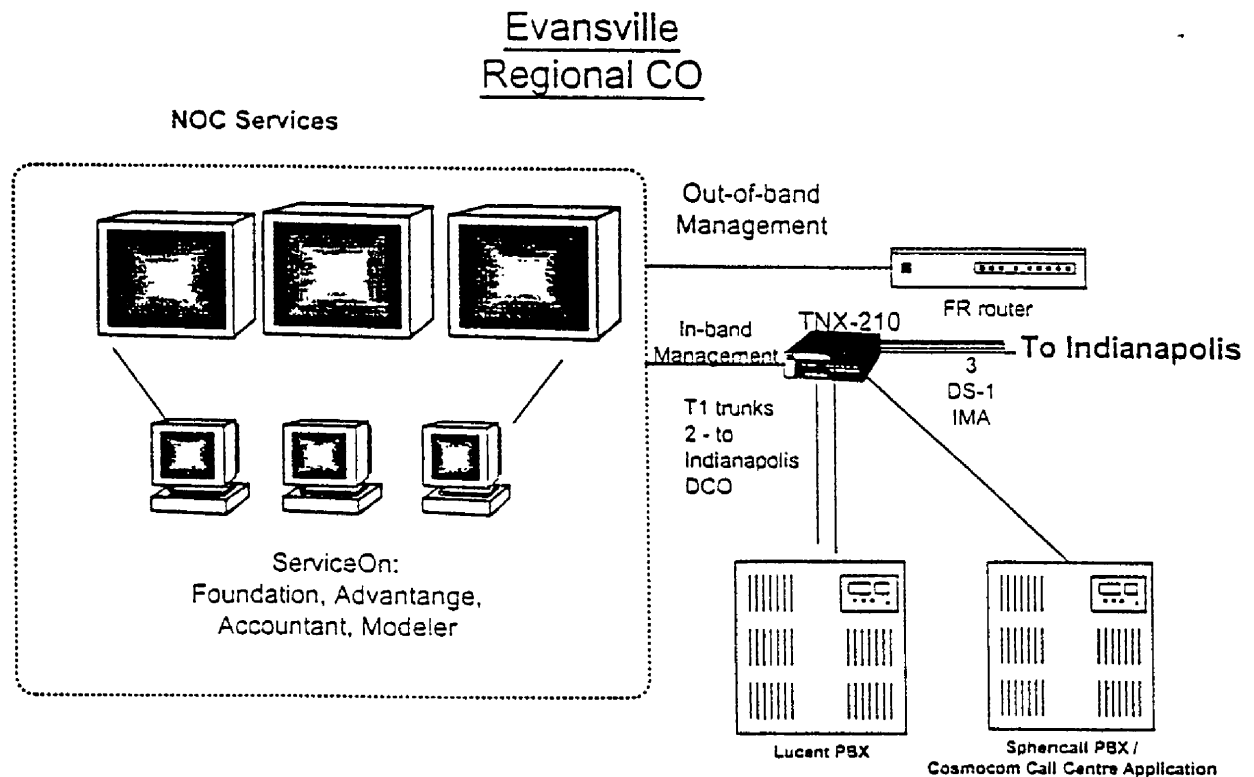 Evansville
Regional CO
NOC Services
Out-of-band
Management
FR router
TNX-210
In-band
Management
To Indianapolis
3
DS-1
IMA
T1 trunks
2 - to
Indianapolis
DCO
ServiceOn:
Foundation, Advantange,
Accountant, Modeler
Lucent PBX
Sphericall PBX /
Cosmocom Call Centre Application